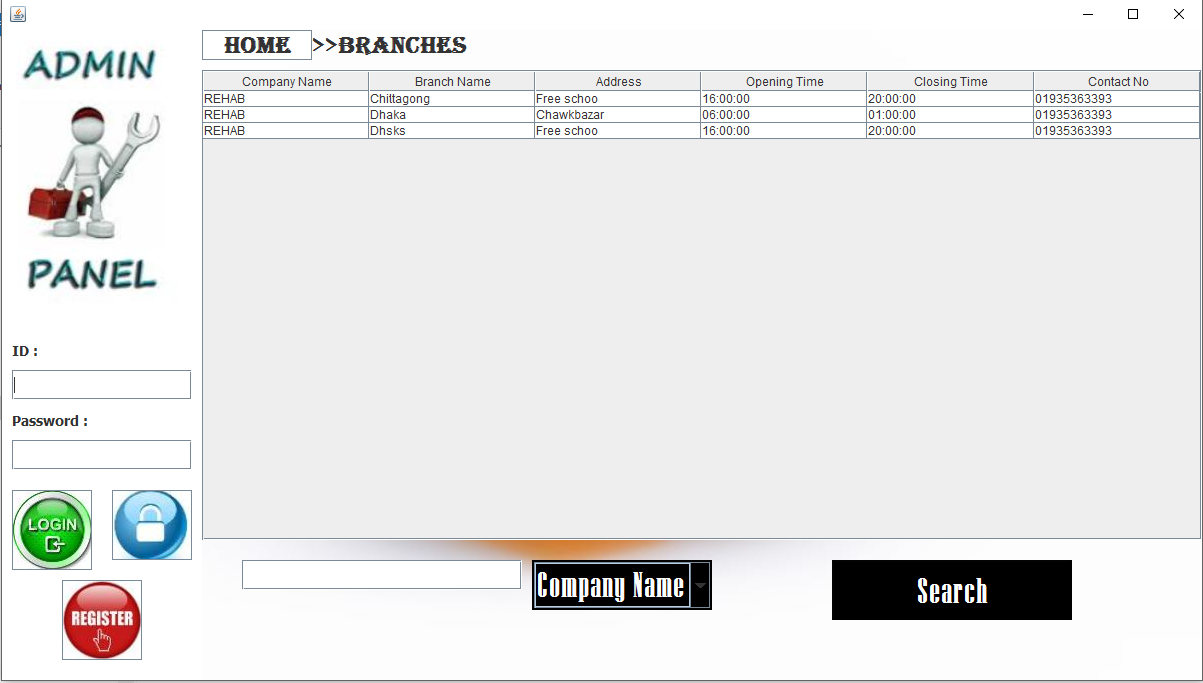 ADMIN
PANEL
ID :
Password :
LOGIN
REGISTER
HOME >>BRANCHES
Company Name Branch Name Address Opening Time Closing Time Contact No
REHAB Chittagong Free schoo 16:00:00 20:00:00 01935363393
REHAB Dhaka Chawkbazar 06:00:00 01:00:00 01935363393
REHAB Dhsks Free schoo 16:00:00 20:00:00 01935363393
Company Name Search